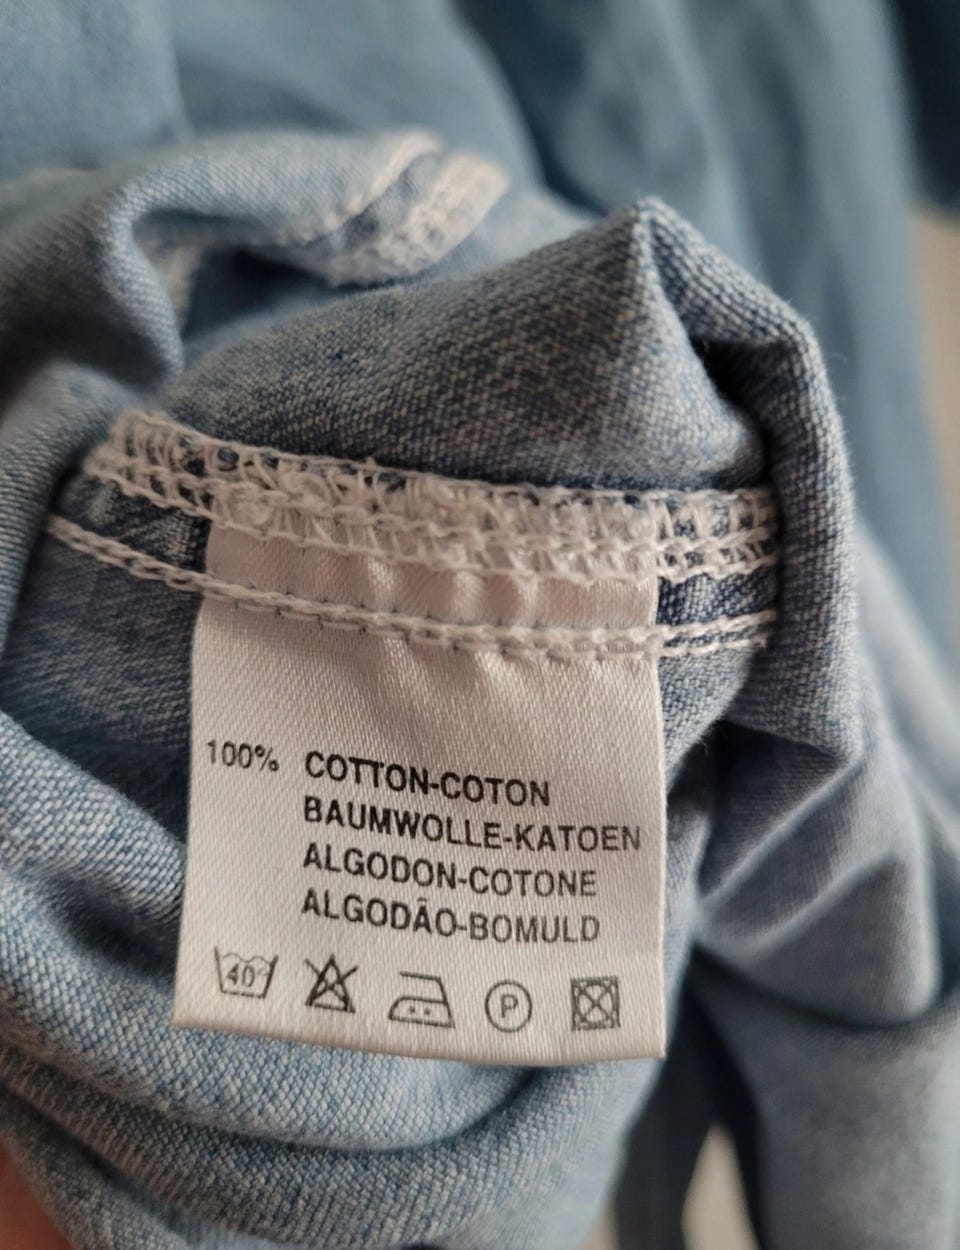 100% COTTON-COTON
BAUMWOLLE-KATOEN
ALGODON-COTONE
ALGODÃO-BOMULD
40° P